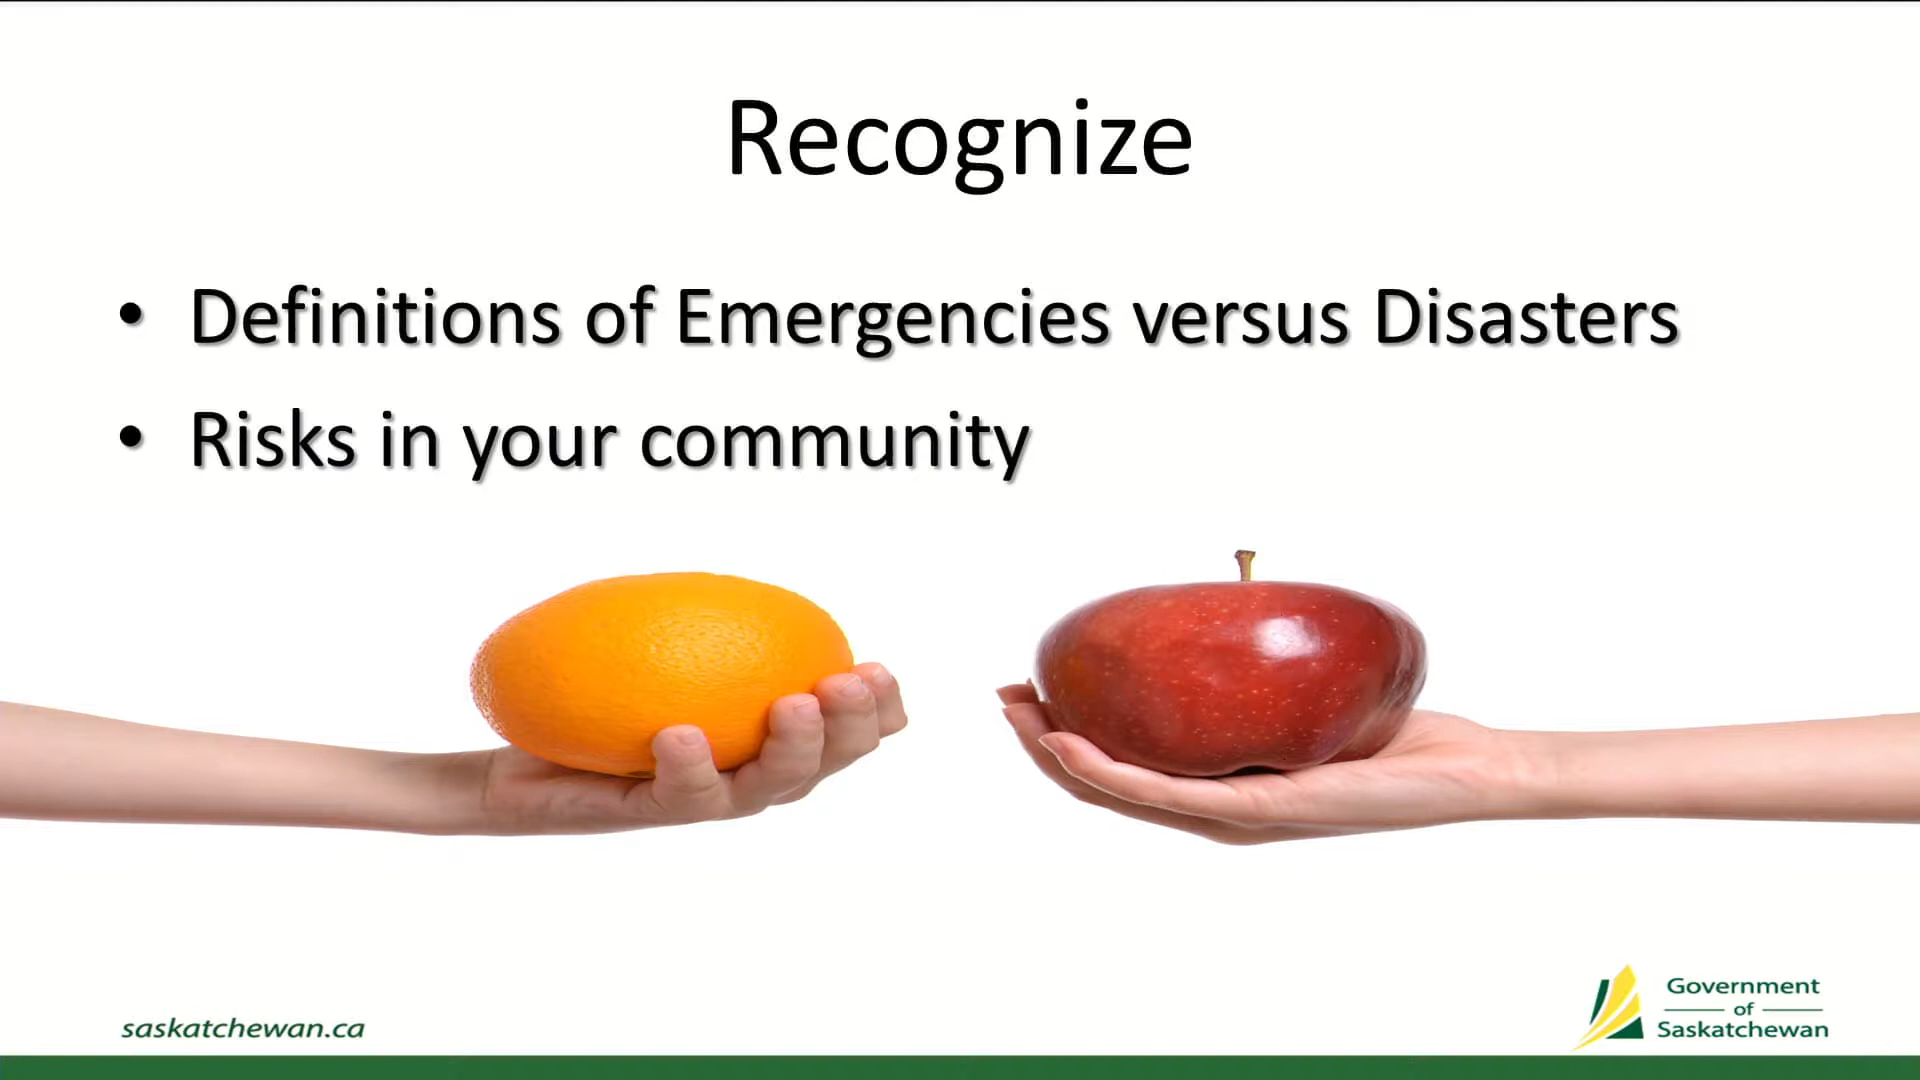 Recognize
• Definitions of Emergencies versus Disasters
• Risks in your community
saskatchewan.ca
Government
of
Saskatchewan